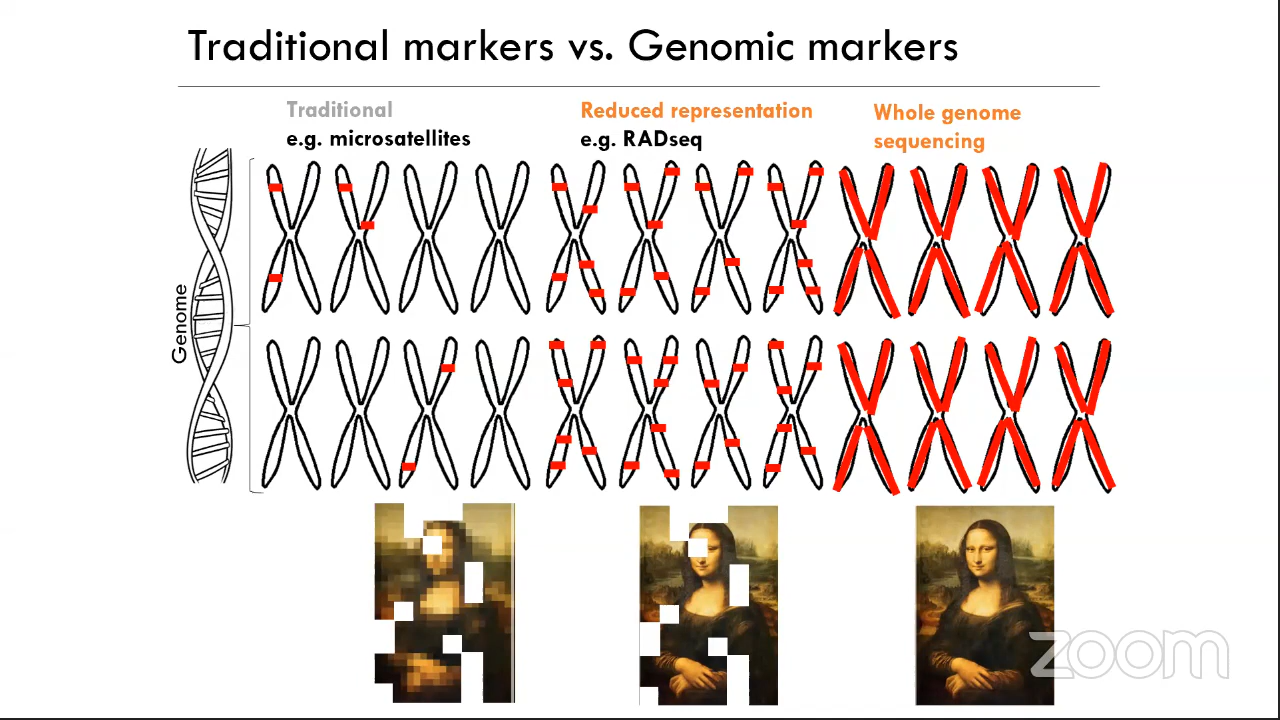 Traditional markers vs. Genomic markers
Traditional
e.g. microsatellites
Reduced representation
e.g. RADseq
Whole genome
sequencing
Genome
zoom